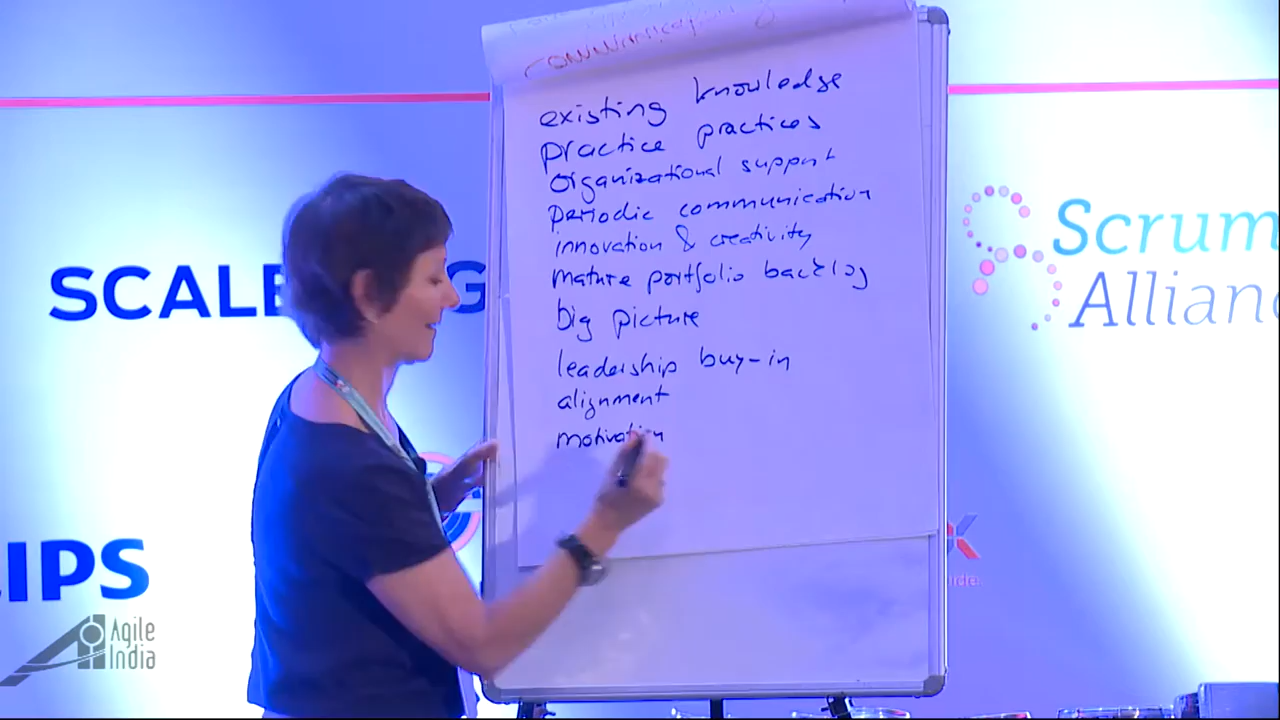 communication
existing knowledge
practice practices
organizational support
periodic communication
innovation & creativity
mature portfolio backlog
big picture
leadership buy-in
alignment
motivation
SCALE
G
Scrum
Allianc
IPS
Agile
India